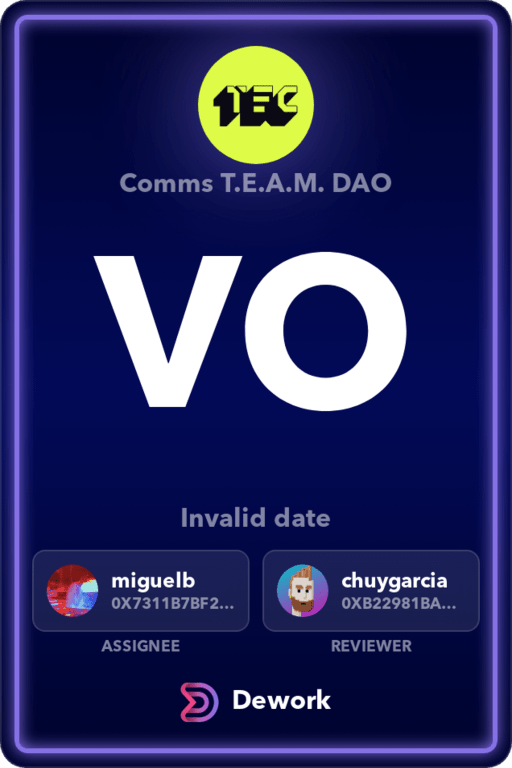 TEC
Comms T.E.A.M. DAO
VO
Invalid date
miguelb
0X7311B7BF2...
ASSIGNEE
chuygarcia
0XB22981BA...
REVIEWER
Dework